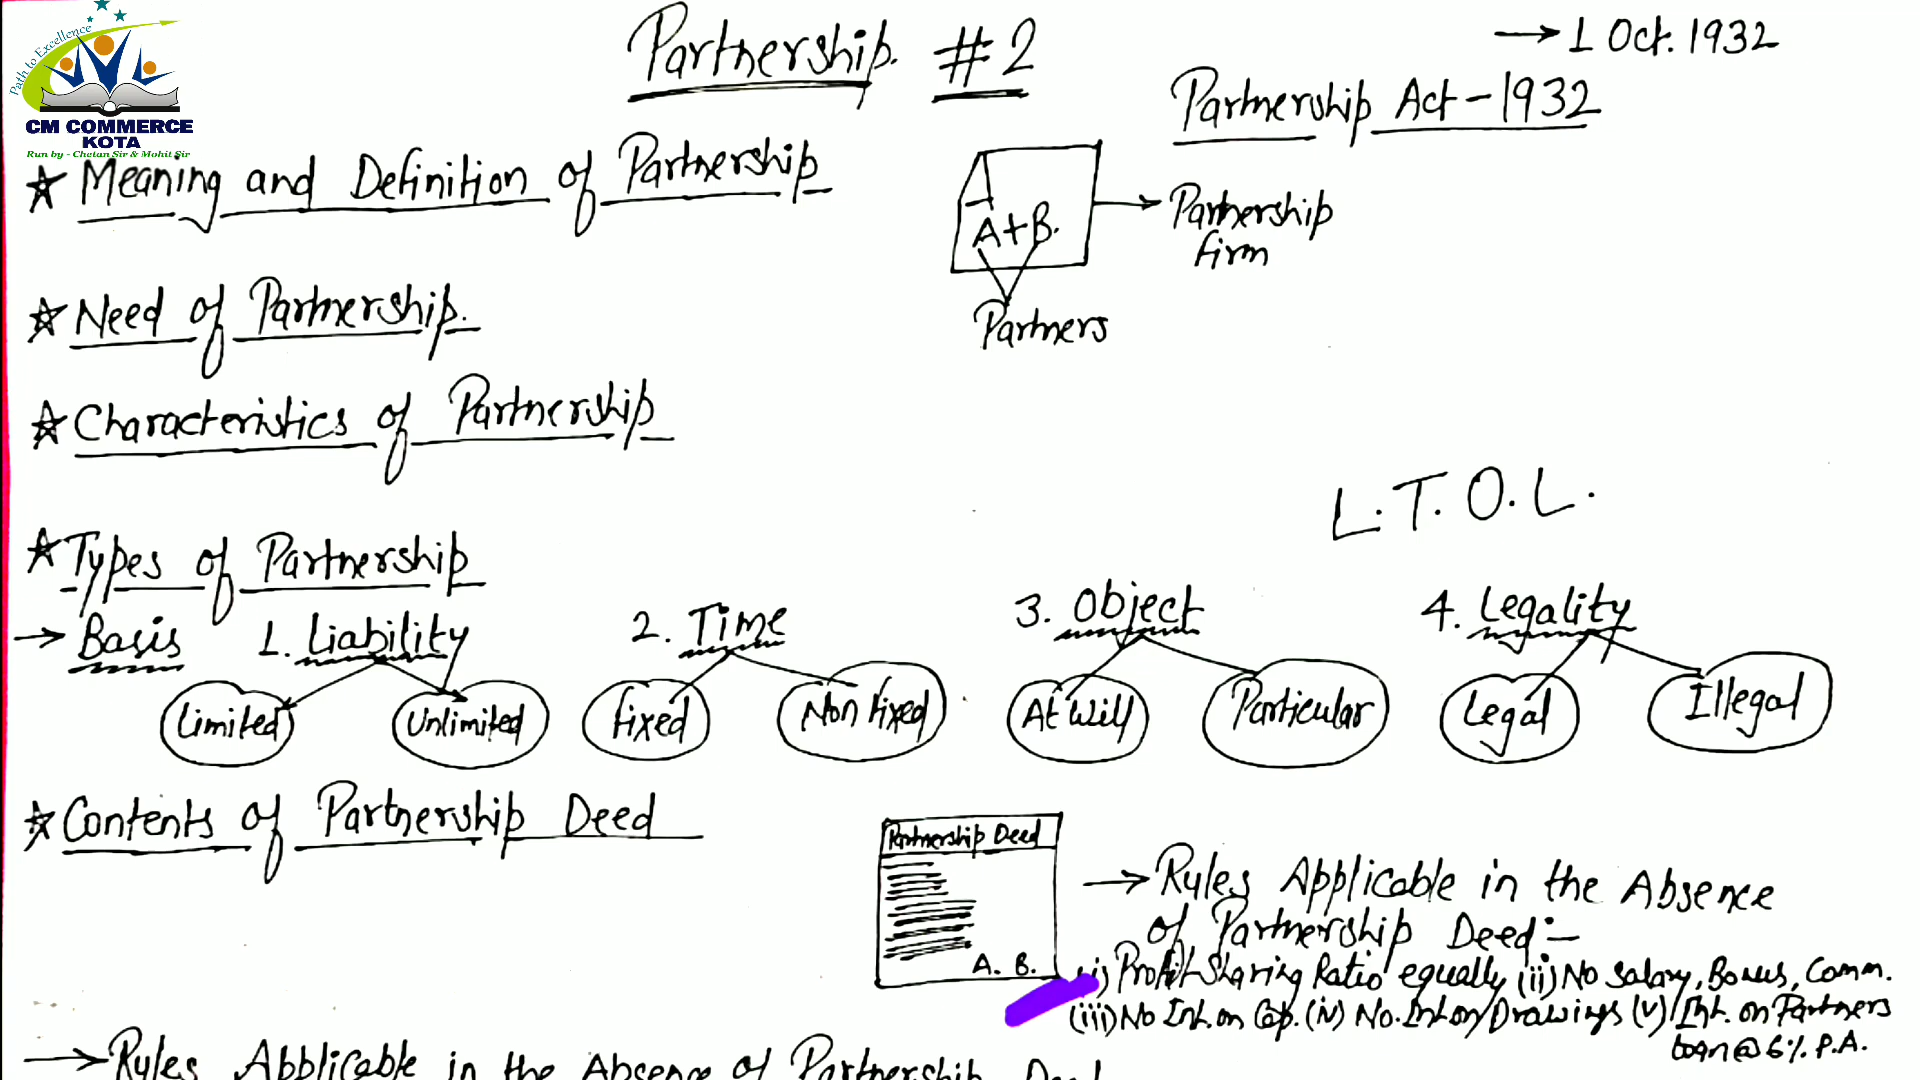 Path to Excellence
CM COMMERCE
KOTA
Run by - Chetan Sir & Mohit Sir
Partnership. #2
→ 1 Oct. 1932
Partnership Act - 1932
☆ Meaning and Definition of Partnership
A+B.
→ Partnership
firm
Partners
☆ Need of Partnership.
☆ Characteristics of Partnership
L.T.O.L.
☆ Types of Partnership
→ Basis 1. Liability 2. Time 3. Object 4. Legality
Limited Unlimited fixed Non fixed At Will Particular Legal Illegal
☆ Contents of Partnership Deed
Partnership Deed
A. B.
→ Rules Applicable in the Absence
of Partnership Deed:-
(i) Profit Sharing Ratio equally (ii) No Salary, Bonus, Comm.
(iii) No Int. on Cap. (iv) No. Int on Drawings (v) Int. on Partners
loan @ 6% P.A.
→ Rules Applicable in the Absence of Partnership Deed